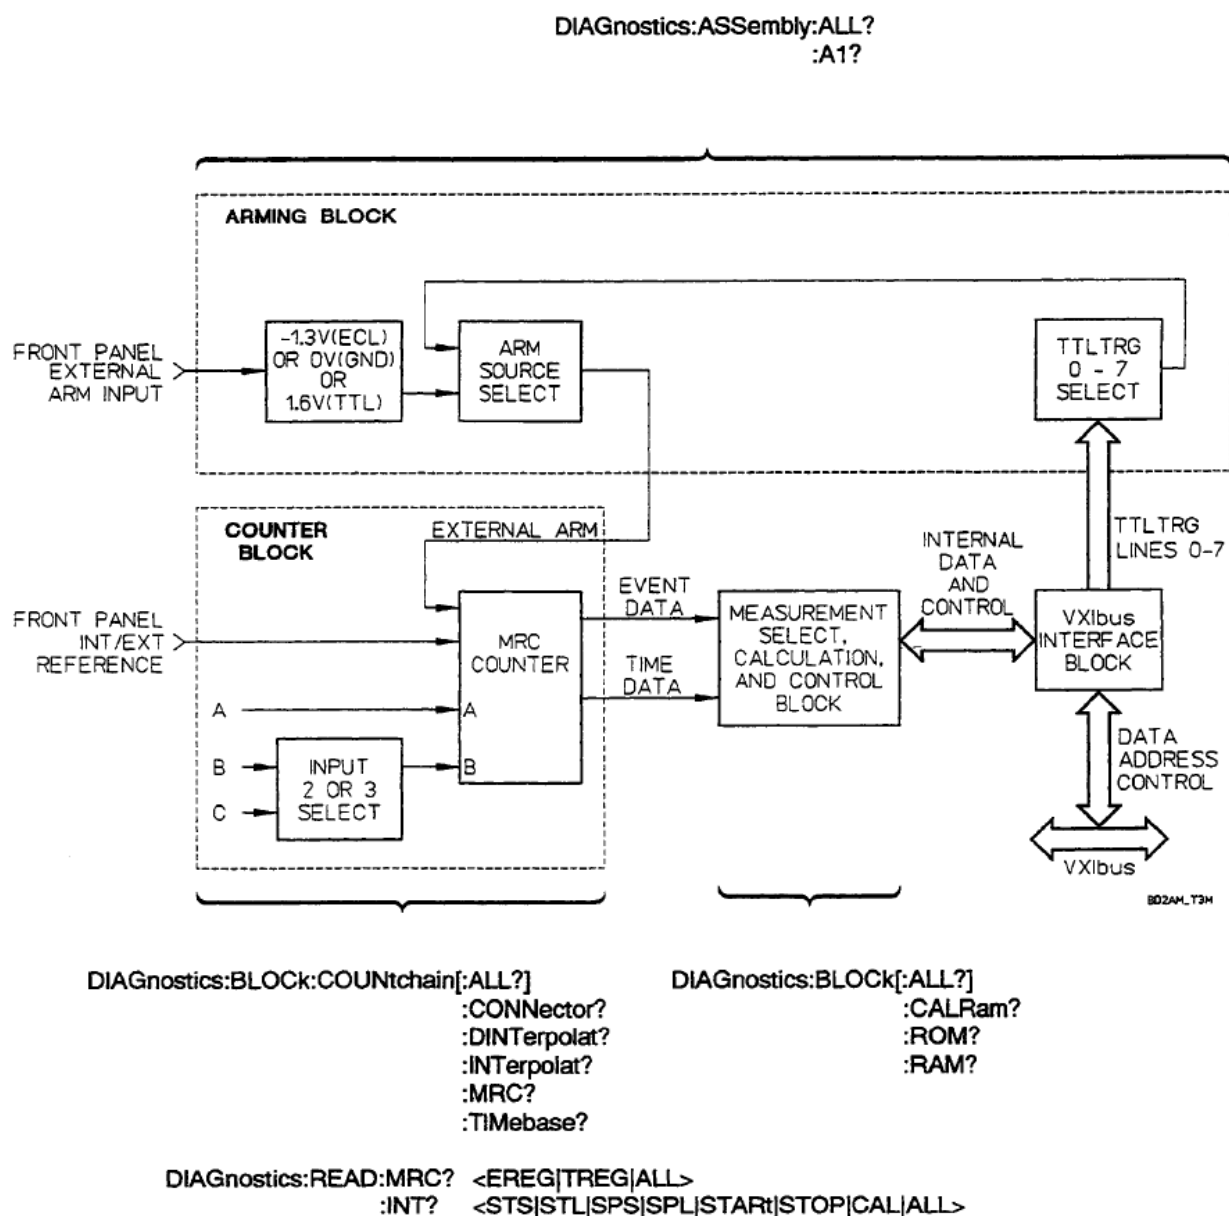 DIAGnostics:ASSembly:ALL?
:A1?
ARMING BLOCK
FRONT PANEL
EXTERNAL
ARM INPUT
-1.3V(ECL)
OR 0V(GND)
OR
1.6V(TTL)
ARM
SOURCE
SELECT
TTLTRG
0 - 7
SELECT
COUNTER
BLOCK
EXTERNAL ARM
TTLTRG
LINES 0-7
INTERNAL
DATA
AND
CONTROL
EVENT
DATA
FRONT PANEL
INT/EXT
REFERENCE
MRC
COUNTER
MEASUREMENT
SELECT,
CALCULATION,
AND CONTROL
BLOCK
VXIbus
INTERFACE
BLOCK
TIME
DATA
A
A
B
INPUT
2 OR 3
SELECT
B
C
DATA
ADDRESS
CONTROL
VXIbus
BD2AM_T3M
DIAGnostics:BLOCk:COUNtchain[:ALL?]
:CONNector?
:DINTerpolat?
:INTerpolat?
:MRC?
:TIMebase?
DIAGnostics:BLOCk[:ALL?]
:CALRam?
:ROM?
:RAM?
DIAGnostics:READ:MRC? <EREG|TREG|ALL>
:INT? <STS|STL|SPS|SPL|STARt|STOP|CAL|ALL>